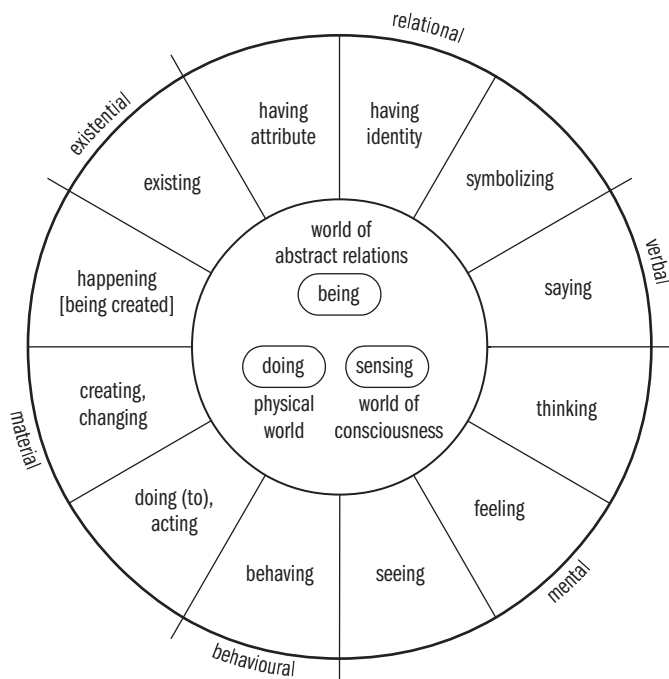 relational
existential
having
attribute
having
identity
existing
symbolizing
world of
abstract relations
being
verbal
happening
[being created]
saying
doing
sensing
physical
world
world of
consciousness
creating,
changing
thinking
material
doing (to),
acting
feeling
behaving
seeing
mental
behavioural